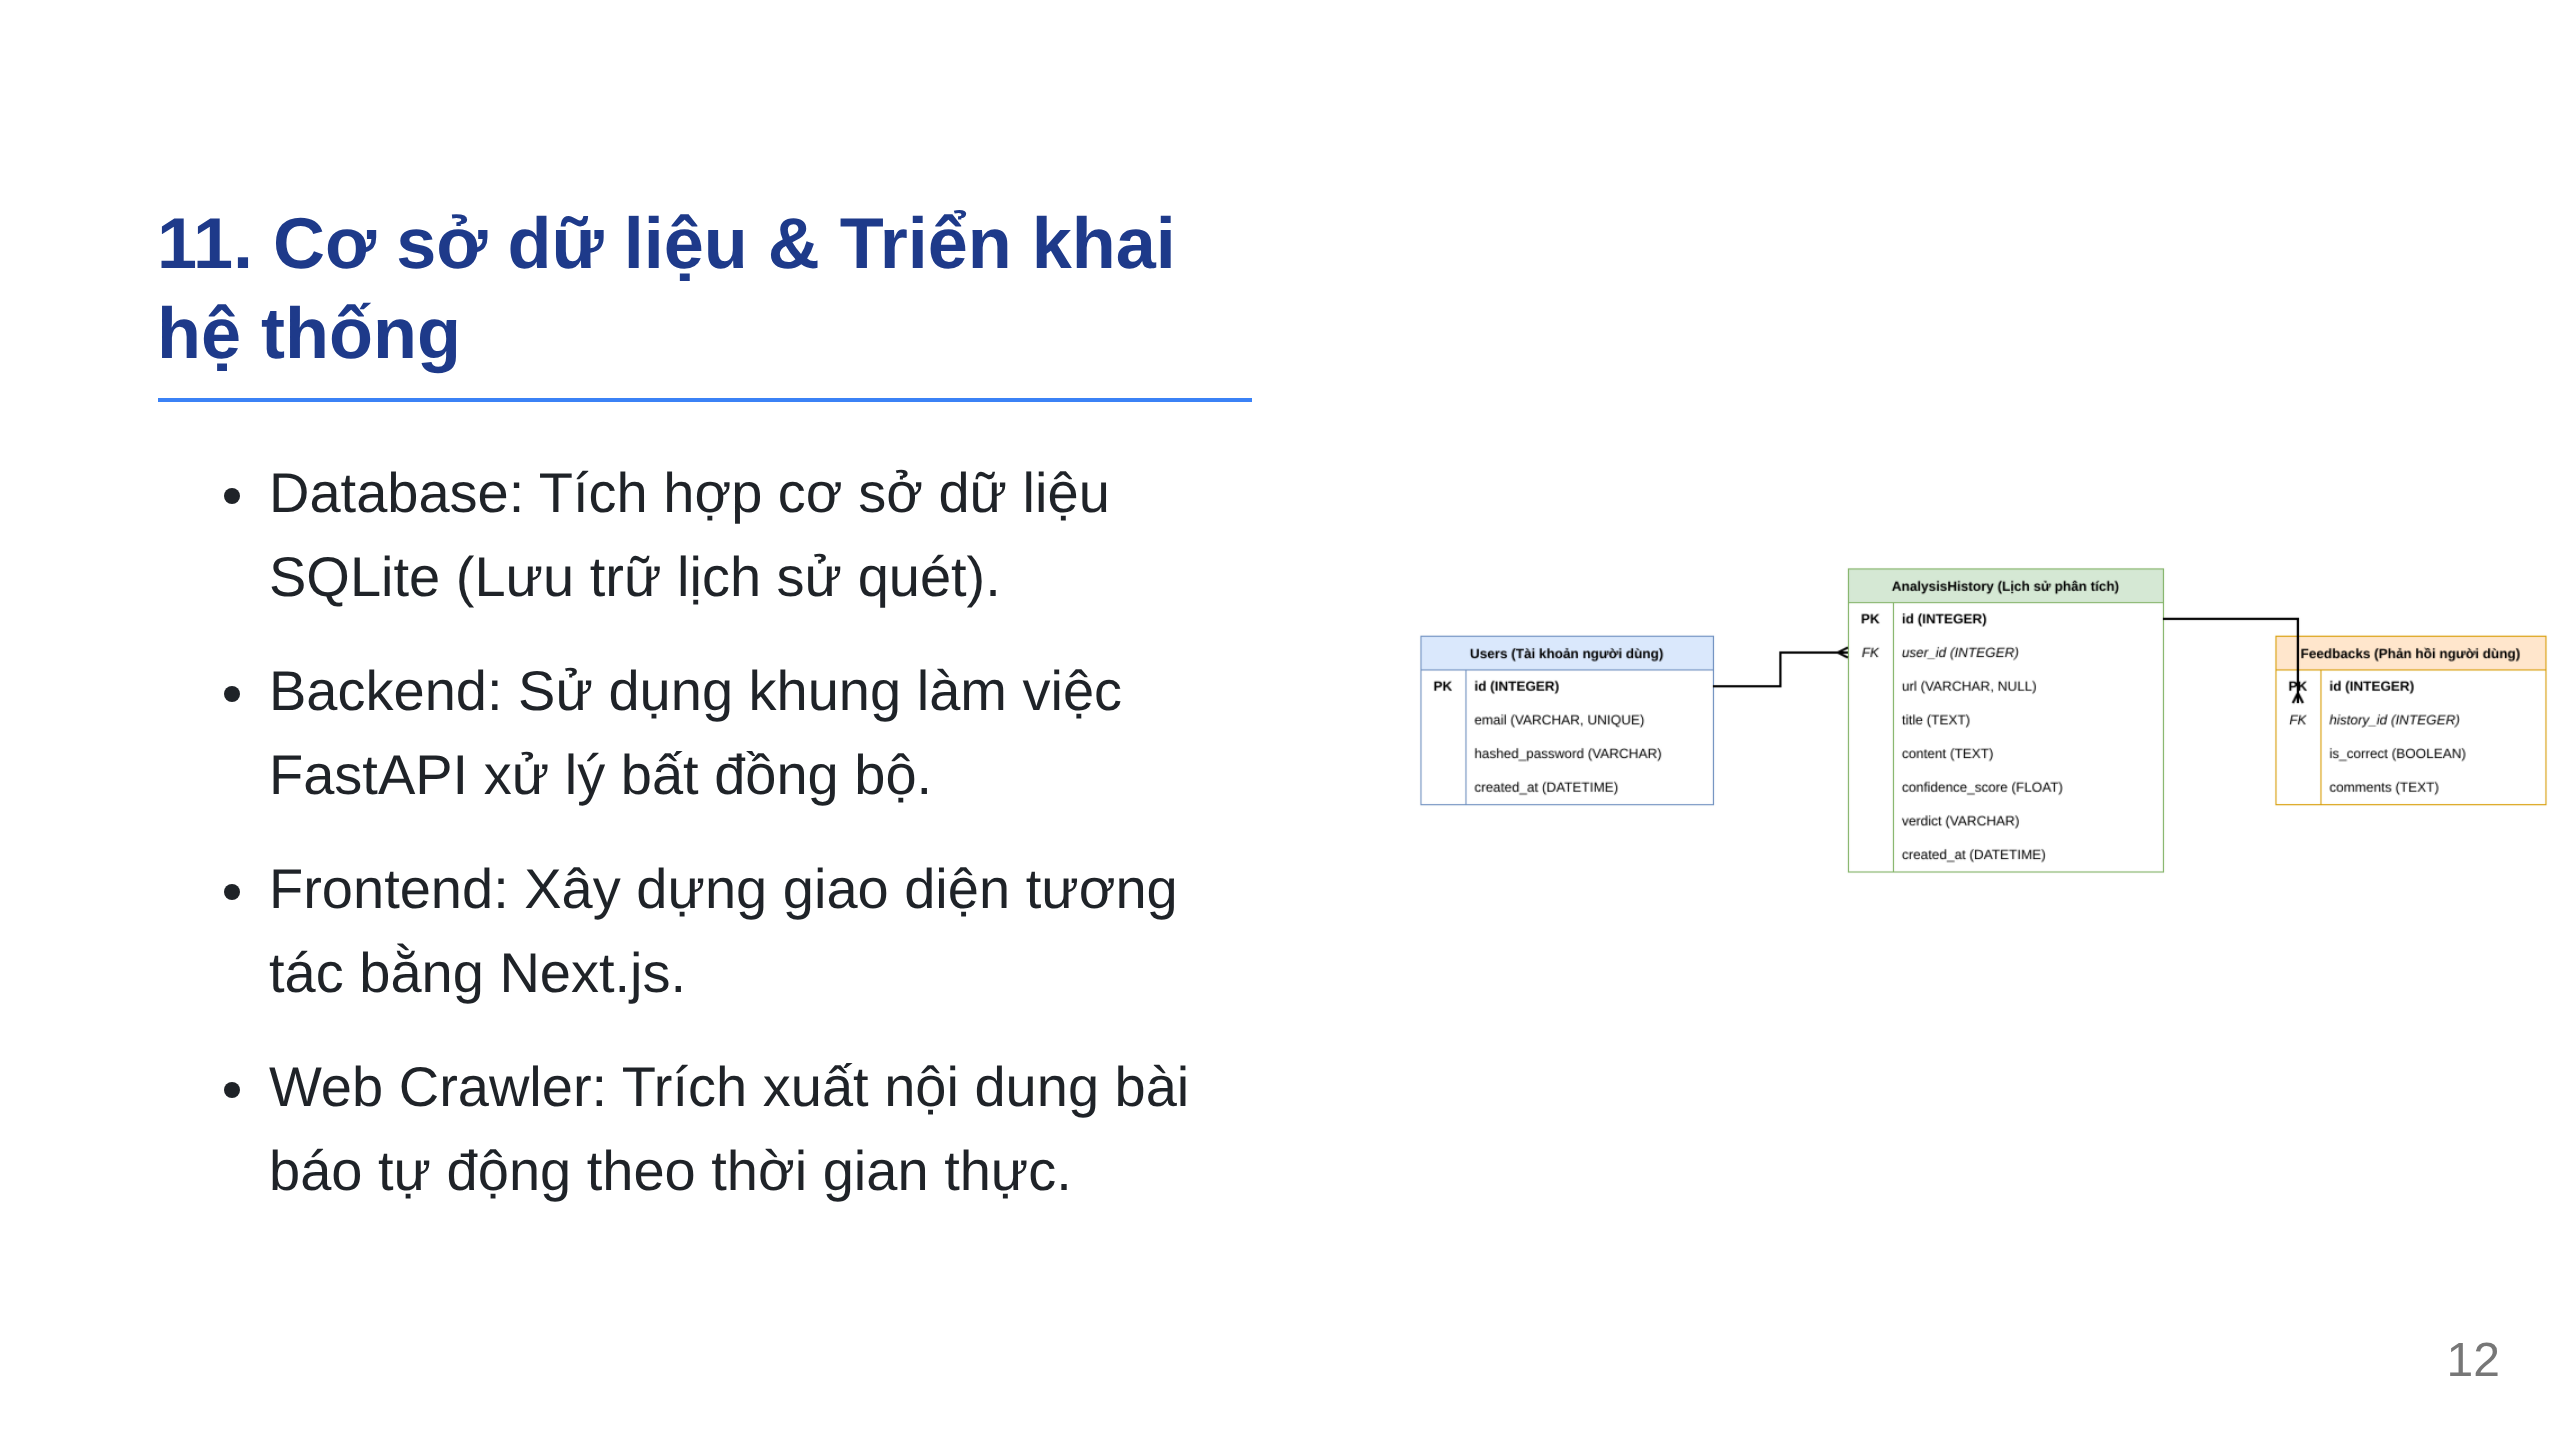 11. Cơ sở dữ liệu & Triển khai
hệ thống
• Database: Tích hợp cơ sở dữ liệu
SQLite (Lưu trữ lịch sử quét).
• Backend: Sử dụng khung làm việc
FastAPI xử lý bất đồng bộ.
• Frontend: Xây dựng giao diện tương
tác bằng Next.js.
• Web Crawler: Trích xuất nội dung bài
báo tự động theo thời gian thực.
Users (Tài khoản người dùng)
PK id (INTEGER)
email (VARCHAR, UNIQUE)
hashed_password (VARCHAR)
created_at (DATETIME)
AnalysisHistory (Lịch sử phân tích)
PK id (INTEGER)
FK user_id (INTEGER)
url (VARCHAR, NULL)
title (TEXT)
content (TEXT)
confidence_score (FLOAT)
verdict (VARCHAR)
created_at (DATETIME)
Feedbacks (Phản hồi người dùng)
PK id (INTEGER)
FK history_id (INTEGER)
is_correct (BOOLEAN)
comments (TEXT)
12